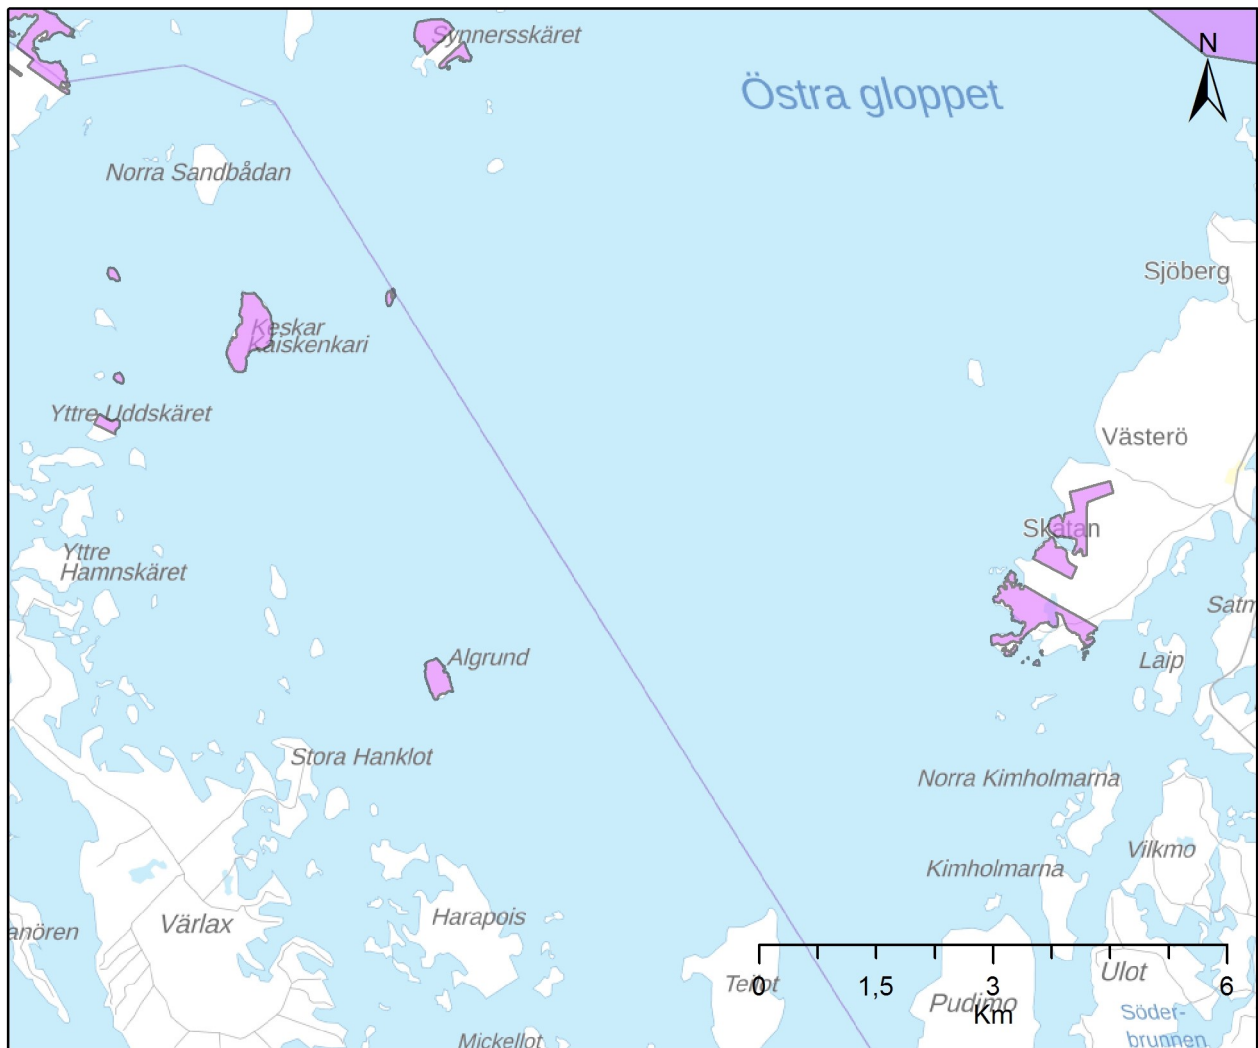 Synnersskäret
N
Östra gloppet
Norra Sandbådan
Sjöberg
Keskar
Kaiskenkari
Yttre Uddskäret
Västerö
Skatan
Yttre
Hamnskäret
Satm
Algrund
Laip
Stora Hanklot
Norra Kimholmarna
Vilkmo
Kimholmarna
Harapois
Värlax
anören
Teilot
Pudimo
Ulot
0 1,5 3 6
Km
Söder-
brunnen
Mickellot